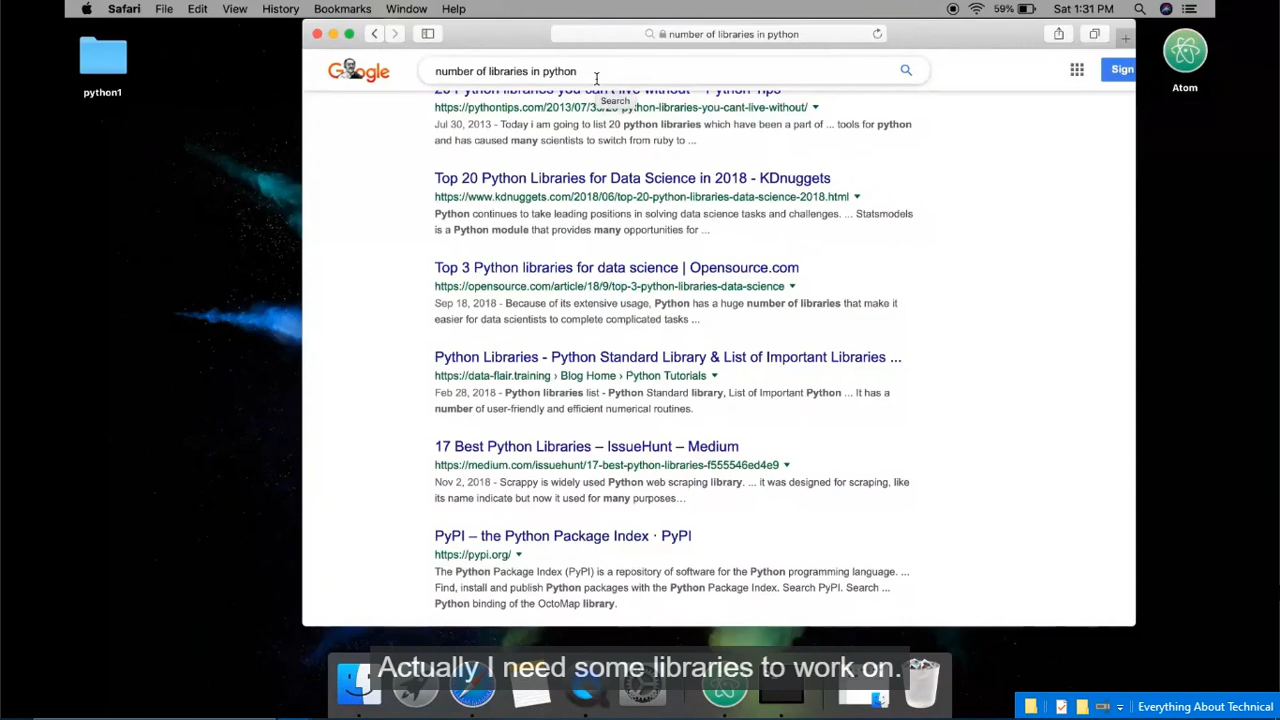 Safari File Edit View History Bookmarks Window Help 59% Sat 1:31 PM
number of libraries in python
python1
Google
number of libraries in python
Sign
Atom
Search
20 Python libraries you can't live without - Python Tips
https://pythontips.com/2013/07/30/20-python-libraries-you-cant-live-without/
Jul 30, 2013 - Today i am going to list 20 python libraries which have been a part of ... tools for python
and has caused many scientists to switch from ruby to ...
Top 20 Python Libraries for Data Science in 2018 - KDnuggets
https://www.kdnuggets.com/2018/06/top-20-python-libraries-data-science-2018.html
Python continues to take leading positions in solving data science tasks and challenges. ... Statsmodels
is a Python module that provides many opportunities for ...
Top 3 Python libraries for data science | Opensource.com
https://opensource.com/article/18/9/top-3-python-libraries-data-science
Sep 18, 2018 - Because of its extensive usage, Python has a huge number of libraries that make it
easier for data scientists to complete complicated tasks ...
Python Libraries - Python Standard Library & List of Important Libraries ...
https://data-flair.training › Blog Home › Python Tutorials
Feb 28, 2018 - Python libraries list - Python Standard library, List of Important Python ... It has a
number of user-friendly and efficient numerical routines.
17 Best Python Libraries – IssueHunt – Medium
https://medium.com/issuehunt/17-best-python-libraries-f555546ed4e9
Nov 2, 2018 - Scrappy is widely used Python web scraping library. ... it was designed for scraping, like
its name indicate but now it used for many purposes...
PyPI – the Python Package Index · PyPI
https://pypi.org/
The Python Package Index (PyPI) is a repository of software for the Python programming language. ...
Find, install and publish Python packages with the Python Package Index. Search PyPI. Search ...
Python binding of the OctoMap library.
Actually I need some libraries to work on.
Everything About Technical